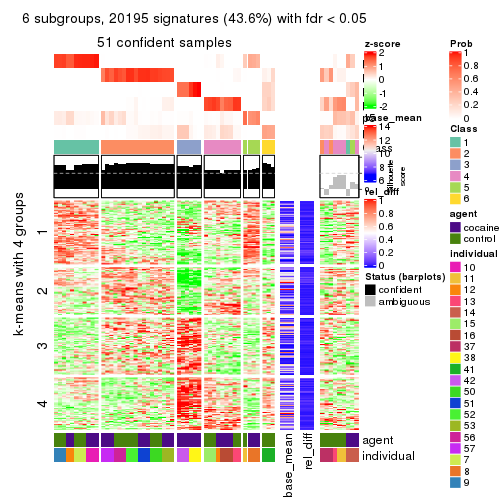 6 subgroups, 20195 signatures (43.6%) with fdr < 0.05
51 confident samples
k-means with 4 groups
1
2
3
4
base_mean
rel_diff
agent
individual
Silhouette
score
z-score
2
1
0
-1
-2
base_mean
14
12
10
8
6
rel_diff
1
0.8
0.6
0.4
0.2
0
Status (barplots)
confident
ambiguous
Prob
1
0.8
0.6
0.4
0.2
0
Class
1
2
3
4
5
6
agent
cocaine
control
Individual
10
11
12
13
14
15
16
37
38
41
42
50
51
52
53
56
57
7
8
9